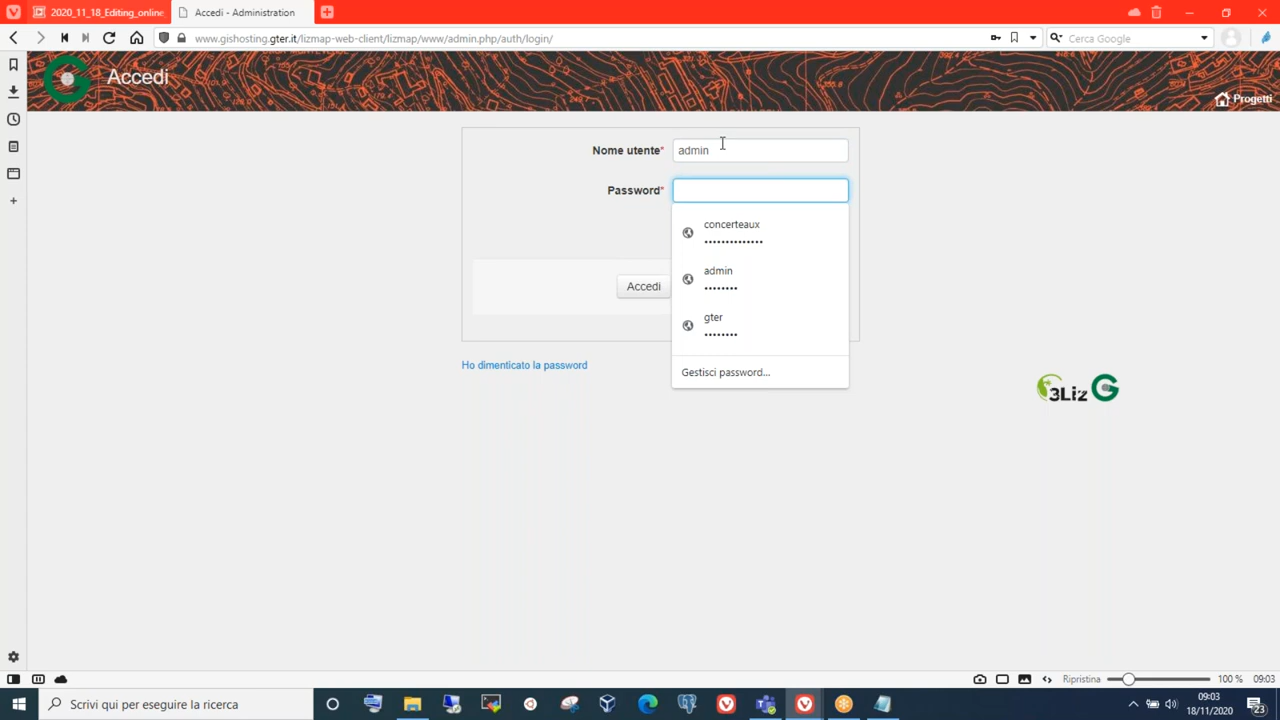 2020_11_18_Editing_online
Accedi - Administration
www.gishosting.gter.it/lizmap-web-client/lizmap/www/admin.php/auth/login/
Cerca Google
Accedi
Progetti
Nome utente*
admin
Password*
concerteaux
••••••••••••••
admin
••••••••
gter
••••••••
Accedi
Gestisci password...
Ho dimenticato la password
3Liz G
Ripristina
100 %
09:03
Scrivi qui per eseguire la ricerca
09:03
18/11/2020
23